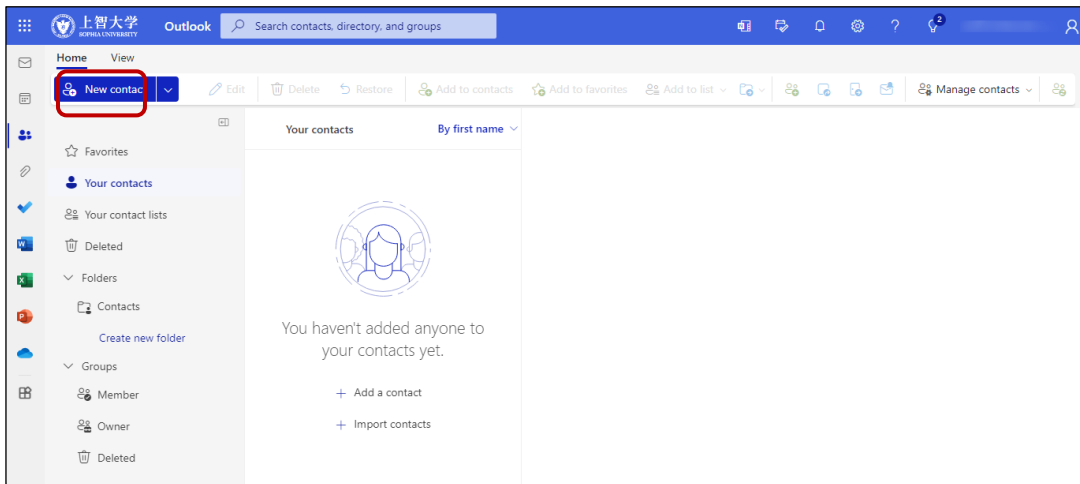 上智大学
SOPHIA UNIVERSITY
Outlook
Search contacts, directory, and groups
2
Home View
New contact
Edit
Delete
Restore
Add to contacts
Add to favorites
Add to list
Manage contacts
Your contacts
By first name
Favorites
Your contacts
Your contact lists
Deleted
Folders
Contacts
Create new folder
Groups
Member
Owner
Deleted
You haven't added anyone to
your contacts yet.
Add a contact
Import contacts